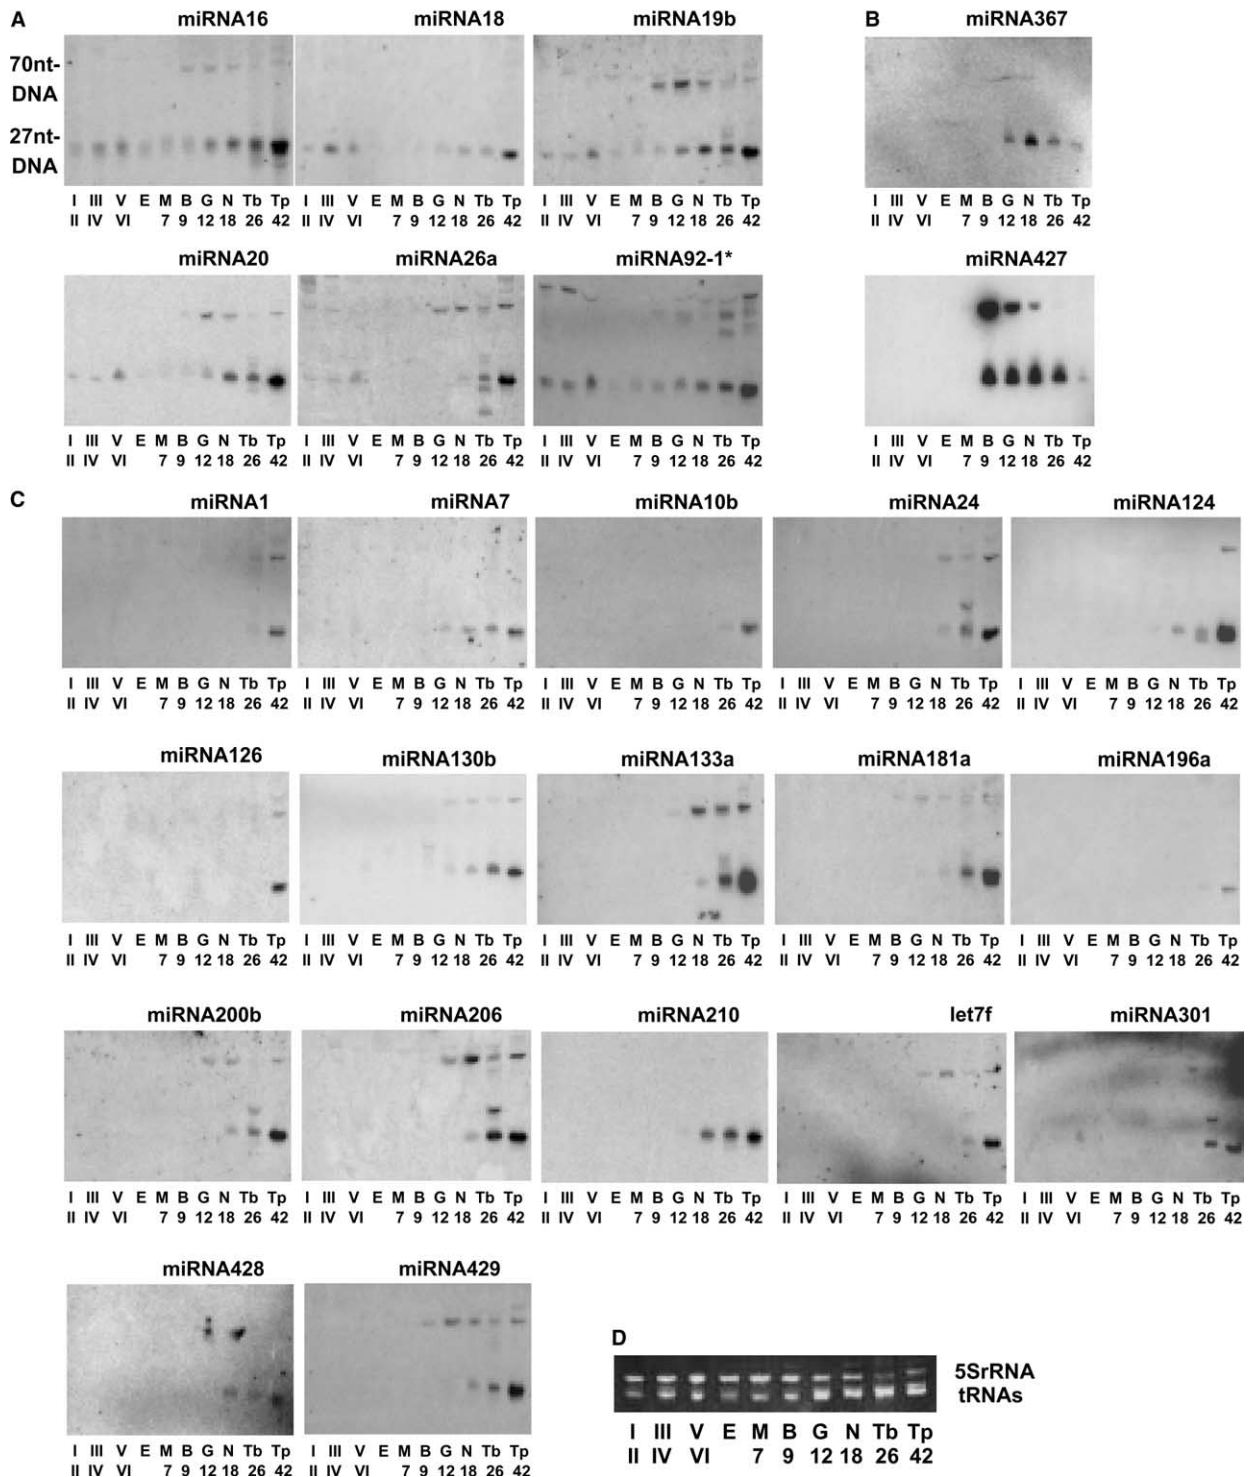 A
miRNA16 miRNA18 miRNA19b
70nt-
DNA
27nt-
DNA
I III V E M B G N Tb Tp I III V E M B G N Tb Tp I III V E M B G N Tb Tp
II IV VI 7 9 12 18 26 42 II IV VI 7 9 12 18 26 42 II IV VI 7 9 12 18 26 42
miRNA20 miRNA26a miRNA92-1*
I III V E M B G N Tb Tp I III V E M B G N Tb Tp I III V E M B G N Tb Tp
II IV VI 7 9 12 18 26 42 II IV VI 7 9 12 18 26 42 II IV VI 7 9 12 18 26 42
B
miRNA367
I III V E M B G N Tb Tp
II IV VI 7 9 12 18 26 42
miRNA427
I III V E M B G N Tb Tp
II IV VI 7 9 12 18 26 42
C
miRNA1 miRNA7 miRNA10b miRNA24 miRNA124
I III V E M B G N Tb Tp I III V E M B G N Tb Tp I III V E M B G N Tb Tp I III V E M B G N Tb Tp I III V E M B G N Tb Tp
II IV VI 7 9 12 18 26 42 II IV VI 7 9 12 18 26 42 II IV VI 7 9 12 18 26 42 II IV VI 7 9 12 18 26 42 II IV VI 7 9 12 18 26 42
miRNA126 miRNA130b miRNA133a miRNA181a miRNA196a
I III V E M B G N Tb Tp I III V E M B G N Tb Tp I III V E M B G N Tb Tp I III V E M B G N Tb Tp I III V E M B G N Tb Tp
II IV VI 7 9 12 18 26 42 II IV VI 7 9 12 18 26 42 II IV VI 7 9 12 18 26 42 II IV VI 7 9 12 18 26 42 II IV VI 7 9 12 18 26 42
miRNA200b miRNA206 miRNA210 let7f miRNA301
I III V E M B G N Tb Tp I III V E M B G N Tb Tp I III V E M B G N Tb Tp I III V E M B G N Tb Tp I III V E M B G N Tb Tp
II IV VI 7 9 12 18 26 42 II IV VI 7 9 12 18 26 42 II IV VI 7 9 12 18 26 42 II IV VI 7 9 12 18 26 42 II IV VI 7 9 12 18 26 42
miRNA428 miRNA429
I III V E M B G N Tb Tp I III V E M B G N Tb Tp
II IV VI 7 9 12 18 26 42 II IV VI 7 9 12 18 26 42
D
5SrRNA
tRNAs
I III V E M B G N Tb Tp
II IV VI 7 9 12 18 26 42